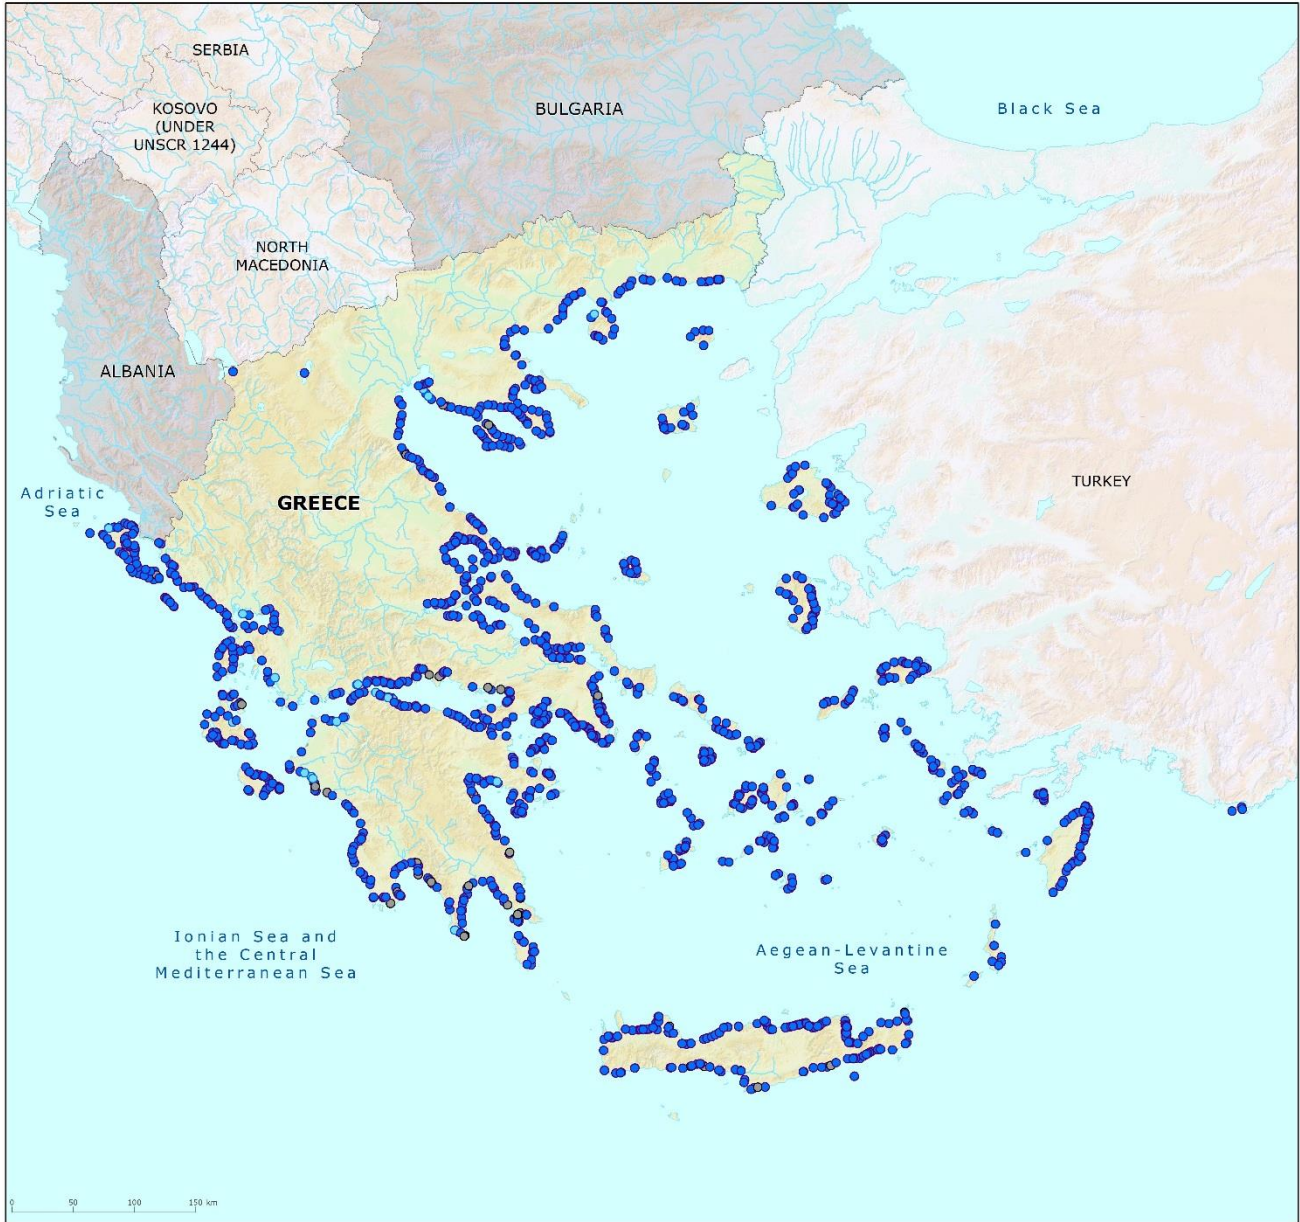 SERBIA
KOSOVO
(UNDER
UNSCR 1244)
BULGARIA
Black Sea
NORTH
MACEDONIA
ALBANIA
TURKEY
Adriatic
Sea
GREECE
Ionian Sea and
the Central
Mediterranean Sea
Aegean-Levantine
Sea
0 50 100 150 km